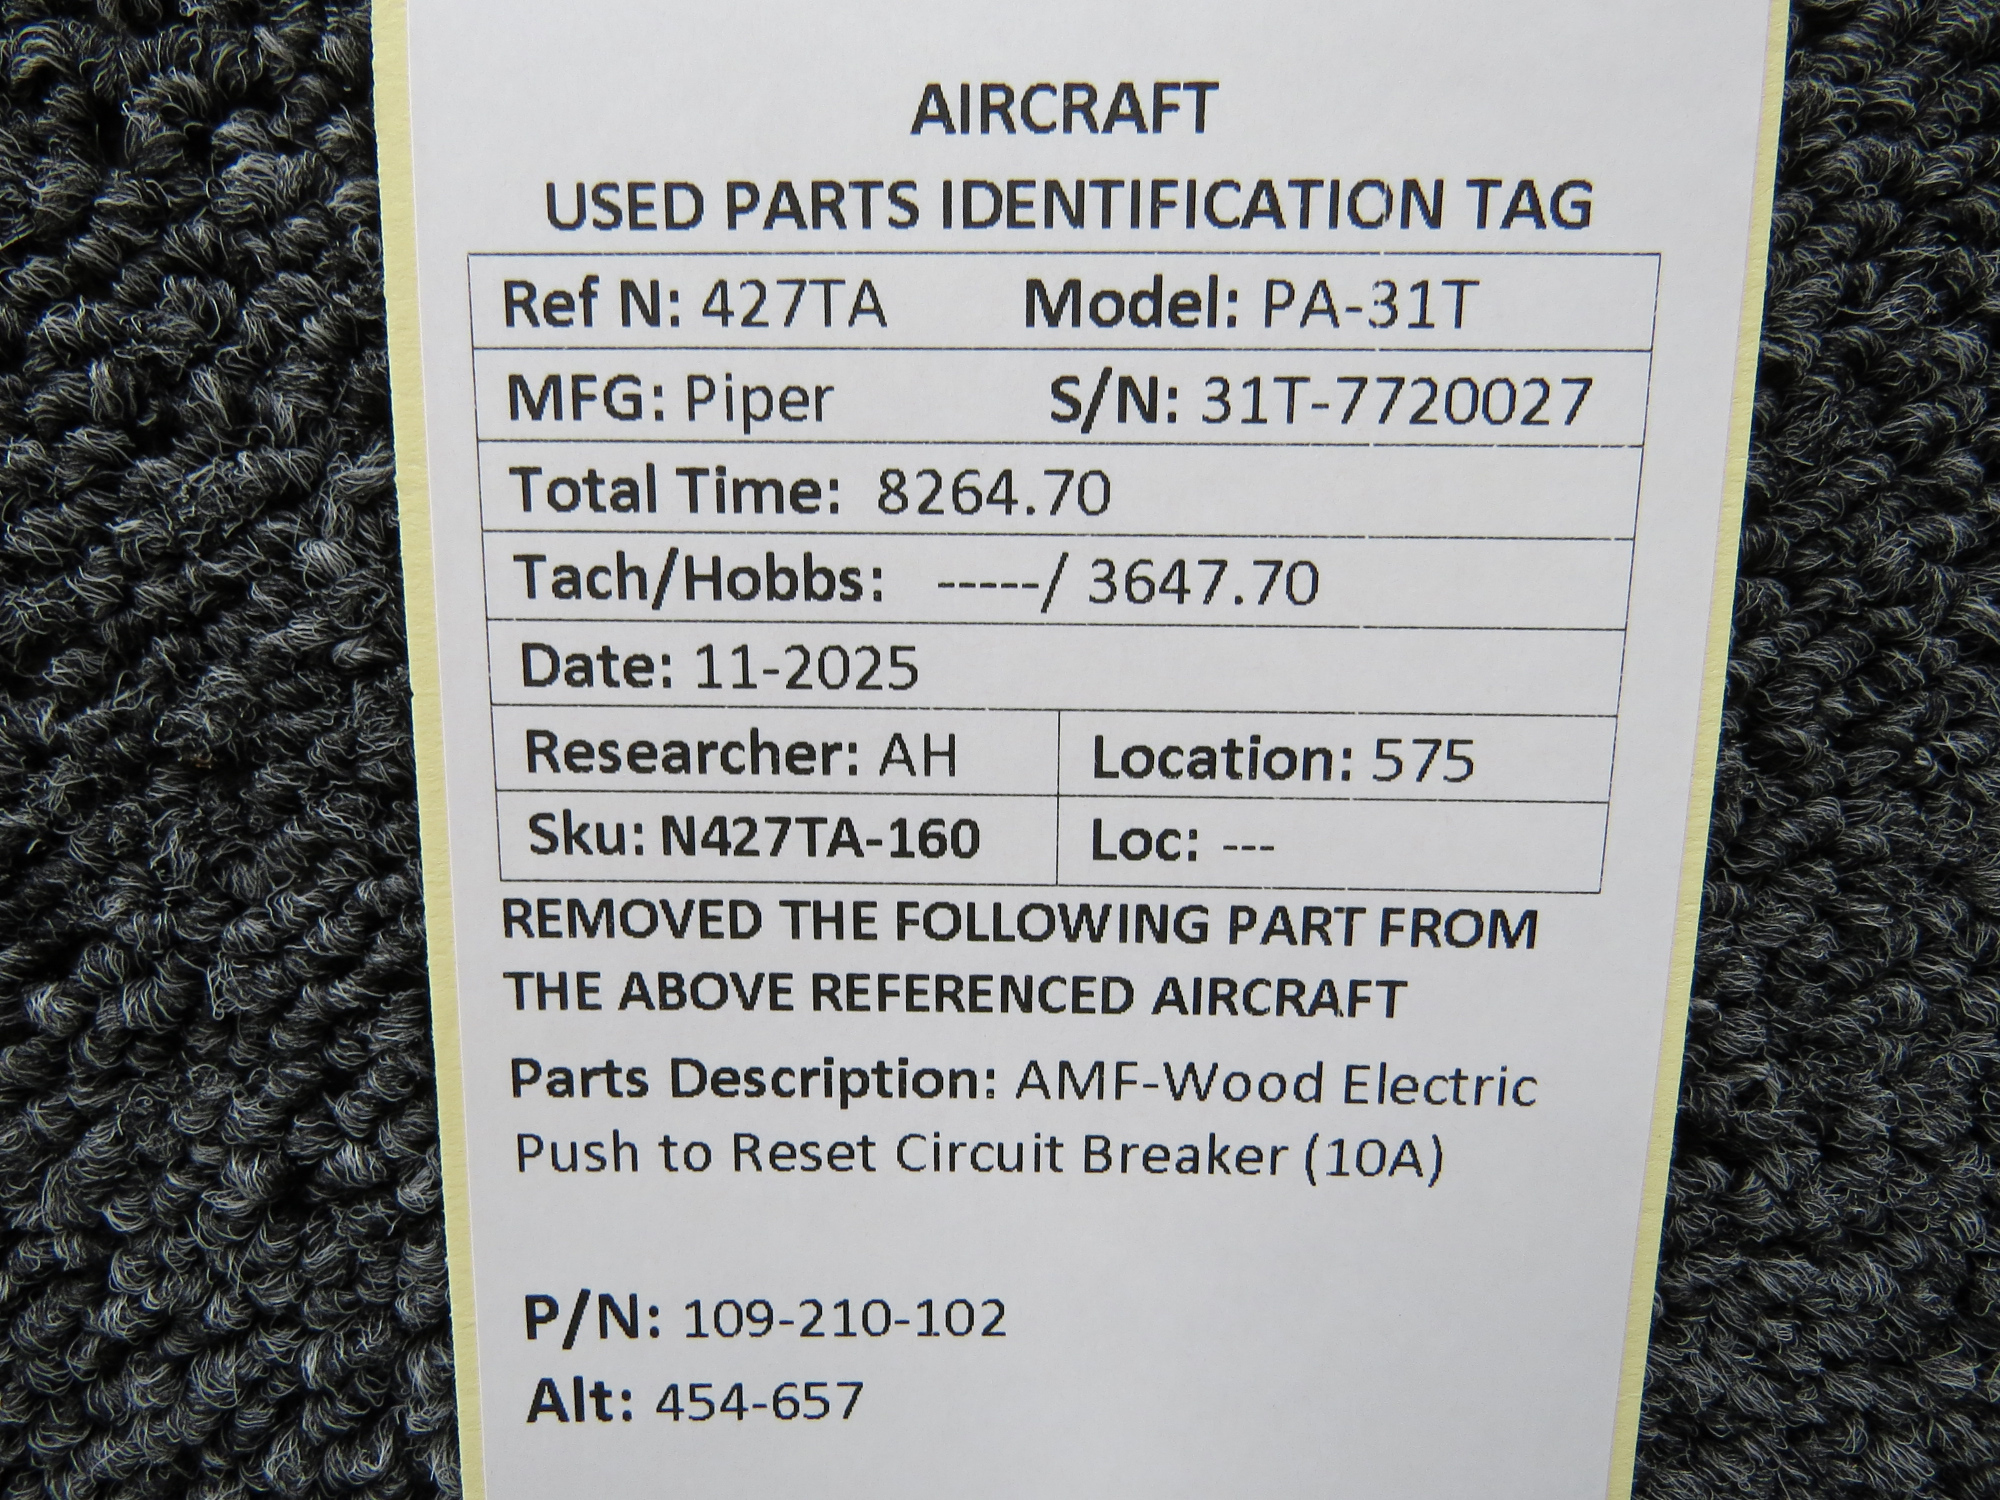 AIRCRAFT
USED PARTS IDENTIFICATION TAG
Ref N: 427TA Model: PA-31T
MFG: Piper S/N: 31T-7720027
Total Time: 8264.70
Tach/Hobbs: -----/ 3647.70
Date: 11-2025
Researcher: AH Location: 575
Sku: N427TA-160 Loc: ---
REMOVED THE FOLLOWING PART FROM
THE ABOVE REFERENCED AIRCRAFT
Parts Description: AMF-Wood Electric
Push to Reset Circuit Breaker (10A)
P/N: 109-210-102
Alt: 454-657